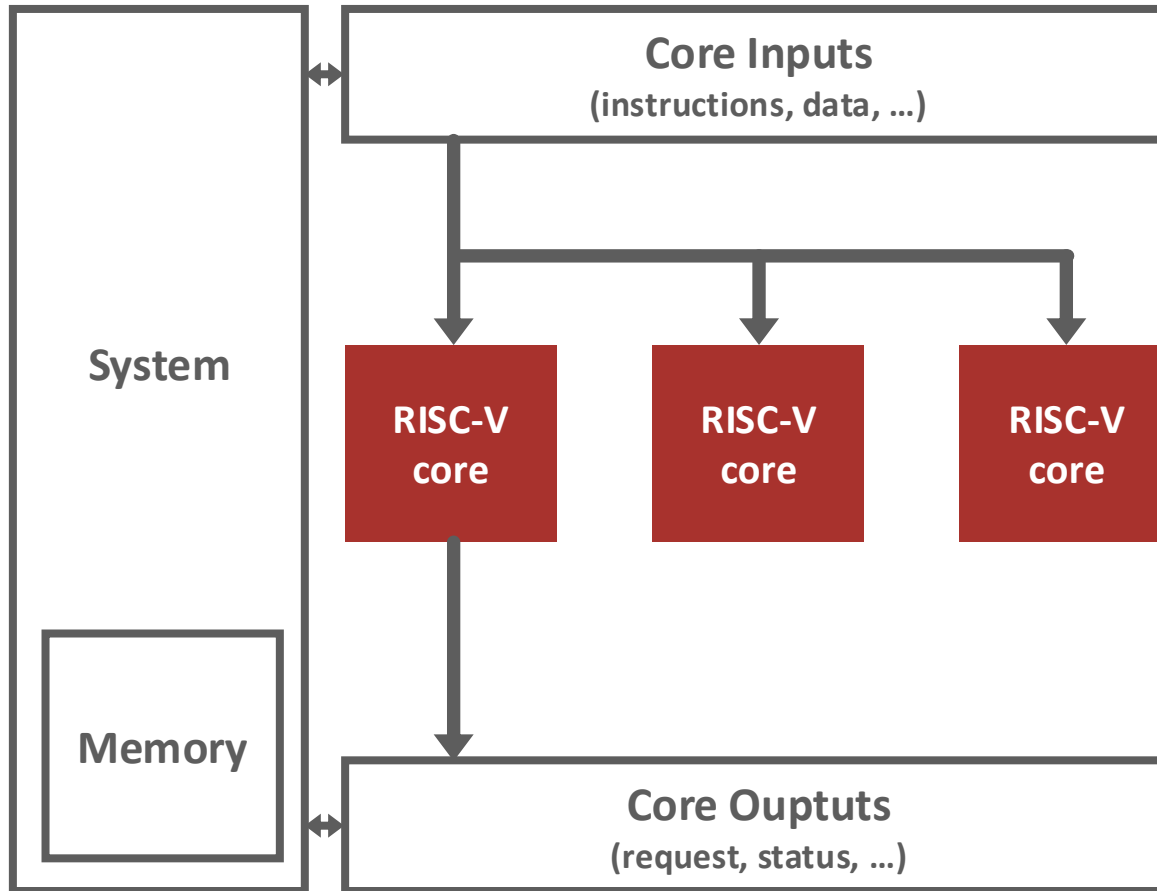 Core Inputs
(instructions, data, ...)
System
RISC-V
core
RISC-V
core
RISC-V
core
Memory
Core Ouptuts
(request, status, ...)